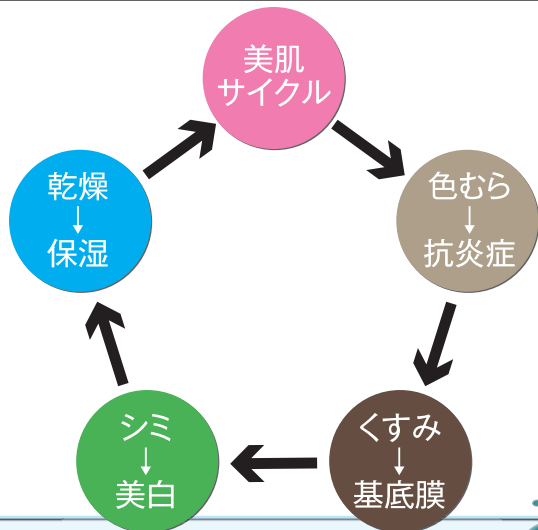 美肌
サイクル
色むら
↓
抗炎症
くすみ
↓
基底膜
シミ
↓
美白
乾燥
↓
保湿